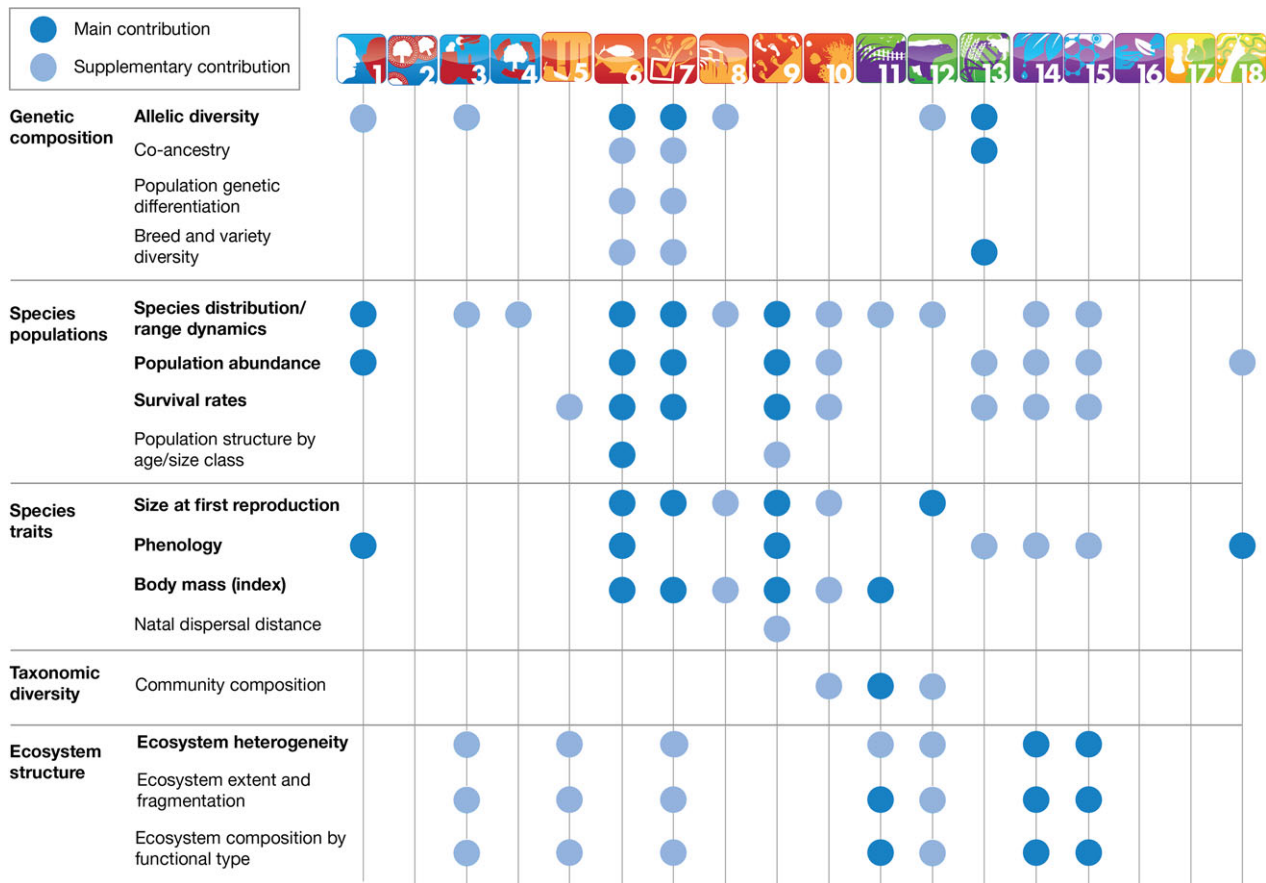 Main contribution
Supplementary contribution
1 2 3 4 5 6 7 8 9 10 11 12 13 14 15 16 17 18
Genetic
composition
Allelic diversity
Co-ancestry
Population genetic
differentiation
Breed and variety
diversity
Species
populations
Species distribution/
range dynamics
Population abundance
Survival rates
Population structure by
age/size class
Species
traits
Size at first reproduction
Phenology
Body mass (index)
Natal dispersal distance
Taxonomic
diversity
Community composition
Ecosystem
structure
Ecosystem heterogeneity
Ecosystem extent and
fragmentation
Ecosystem composition by
functional type